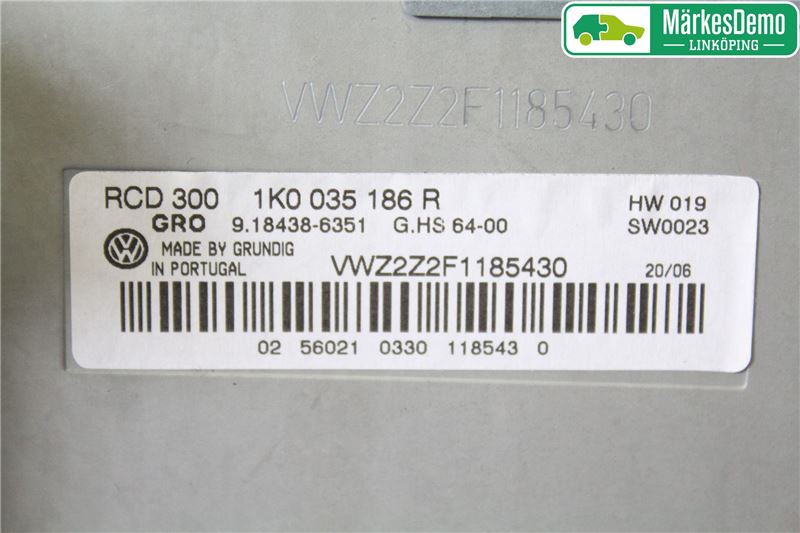 MärkesDemo
LINKÖPING
VWZ2Z2F1185430
RCD 300 1K0 035 186 R HW 019
GRO 9.18438-6351 G.HS 64-00 SW0023
MADE BY GRUNDIG
IN PORTUGAL VWZ2Z2F1185430 20/06
02 56021 0330 118543 0